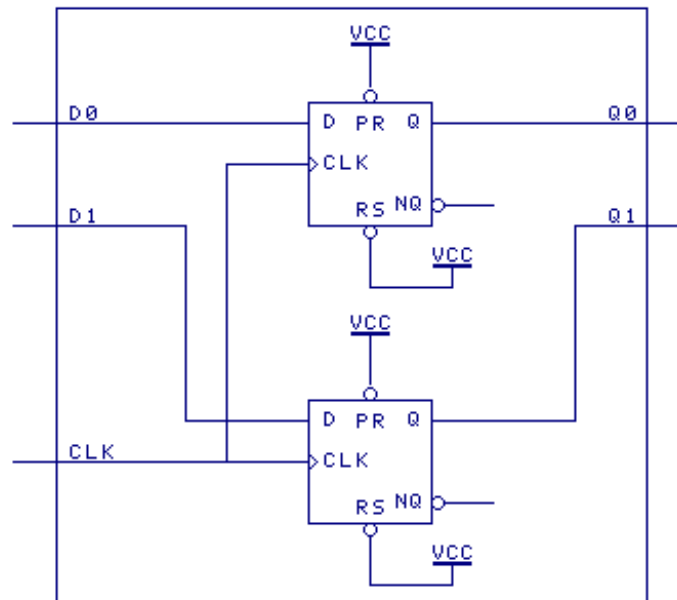 VCC
D0 D PR Q Q0
CLK
D1 RS NQ Q1
VCC
VCC
D PR Q
CLK CLK
RS NQ
VCC